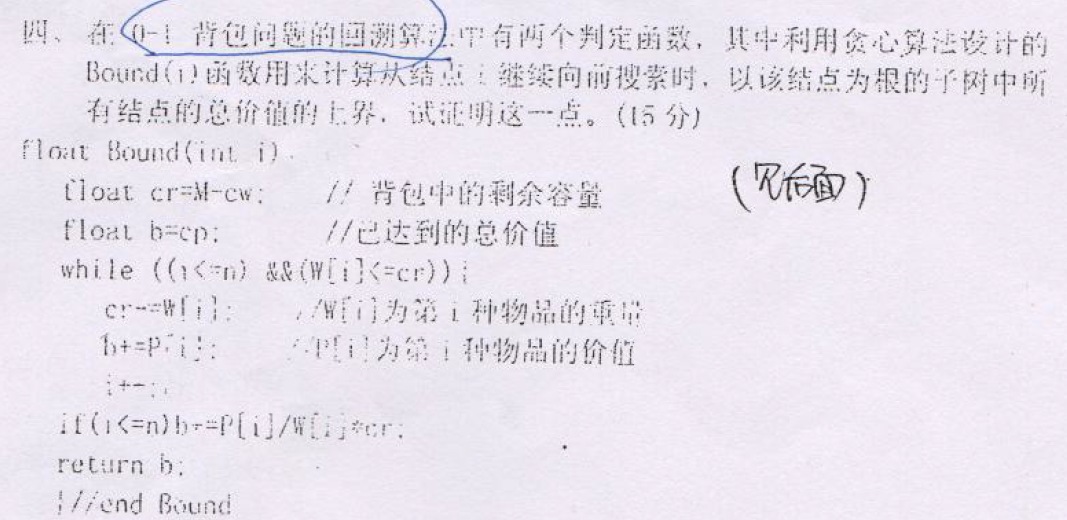 四、在 0-1 背包问题的回溯算法中有两个判定函数，其中利用贪心算法设计的
Bound(i)函数用来计算从结点 i 继续向前搜索时，以该结点为根的子树中所
有结点的总价值的上界，试证明这一点。(15 分)
float Bound(int i)
(见后面)
float cr=M-cw; // 背包中的剩余容量
float b=cp; //已达到的总价值
while ((i<=n) &&(W[i]<=cr)){
cr-=W[i]; //W[i]为第 i 种物品的重量
b+=P[i]; //P[i]为第 i 种物品的价值
i++;
if(i<=n)b+=P[i]/W[i]*cr;
return b;
}//end Bound